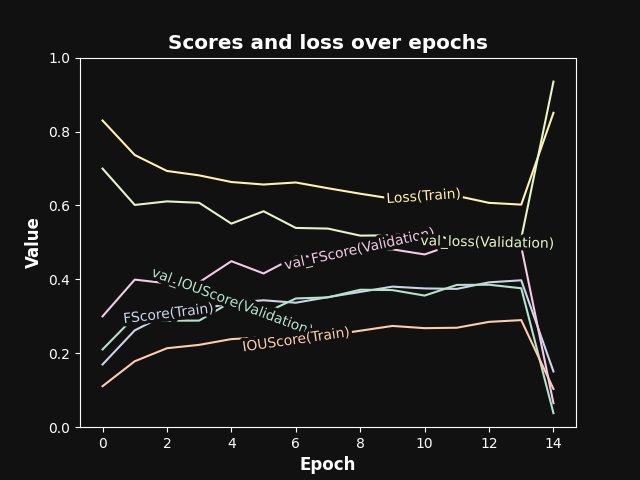 Scores and loss over epochs
1.0
0.8
0.6
0.4
0.2
0.0
Value
Loss(Train)
val_FScore(Validation)
val_loss(Validation)
val_IOUScore(Validation)
FScore(Train)
IOUScore(Train)
0 2 4 6 8 10 12 14
Epoch